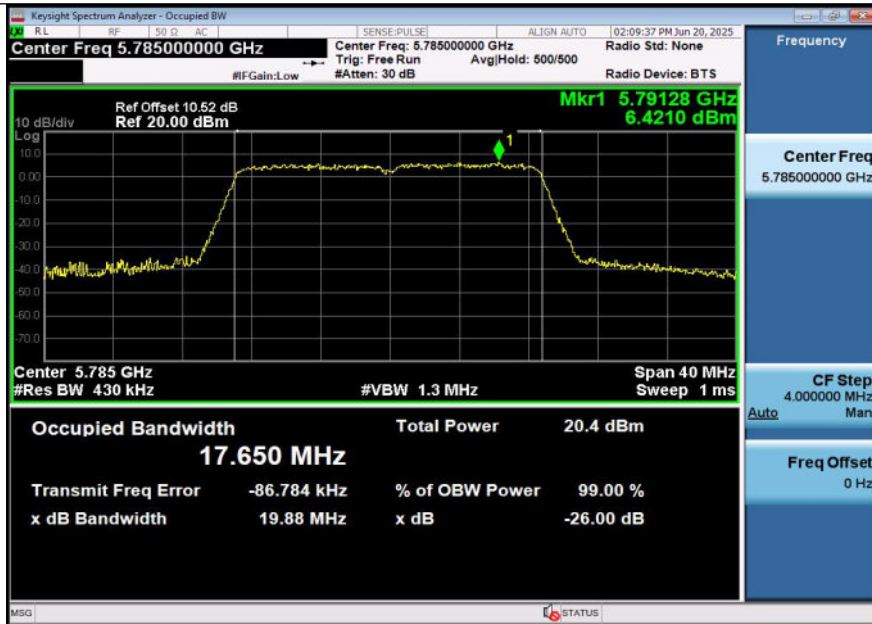 Keysight Spectrum Analyzer - Occupied BW
RL RF 50 Ω AC SENSE:PULSE ALIGN AUTO 02:09:37 PM Jun 20, 2025
Center Freq 5.785000000 GHz
Center Freq: 5.785000000 GHz
Radio Std: None
Trig: Free Run Avg|Hold: 500/500
#IFGain:Low
#Atten: 30 dB
Radio Device: BTS
Frequency
Ref Offset 10.52 dB
Mkr1 5.79128 GHz
10 dB/div Ref 20.00 dBm
6.4210 dBm
Log
1
10.0
0.00
-10.0
-20.0
-30.0
-40.0
-50.0
-60.0
-70.0
Center 5.785 GHz
Span 40 MHz
#Res BW 430 kHz
#VBW 1.3 MHz
Sweep 1 ms
Occupied Bandwidth
Total Power 20.4 dBm
17.650 MHz
Transmit Freq Error -86.784 kHz
% of OBW Power 99.00 %
x dB Bandwidth 19.88 MHz
x dB -26.00 dB
Center Freq
5.785000000 GHz
CF Step
4.000000 MHz
Auto Man
Freq Offset
0 Hz
MSG
STATUS